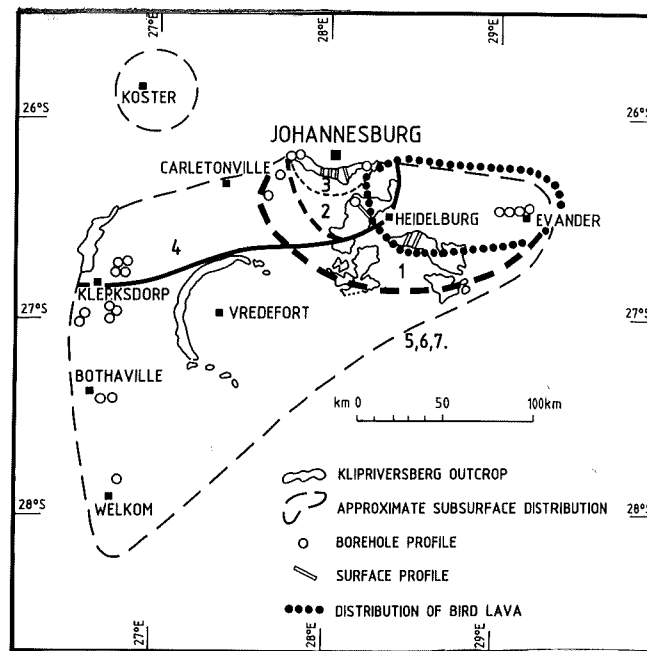 27°E
28°E
29°E
KOSTER
26°S
26°S
JOHANNESBURG
CARLETONVILLE
3
2
HEIDELBURG
EVANDER
4
1
KLERKSDORP
VREDEFORT
27°S
27°S
5,6,7.
BOTHAVILLE
km 0 50 100km
WELKOM
KLIPRIVERSBERG OUTCROP
28°S
28°S
APPROXIMATE SUBSURFACE DISTRIBUTION
BOREHOLE PROFILE
SURFACE PROFILE
DISTRIBUTION OF BIRD LAVA
27°E
28°E
29°E